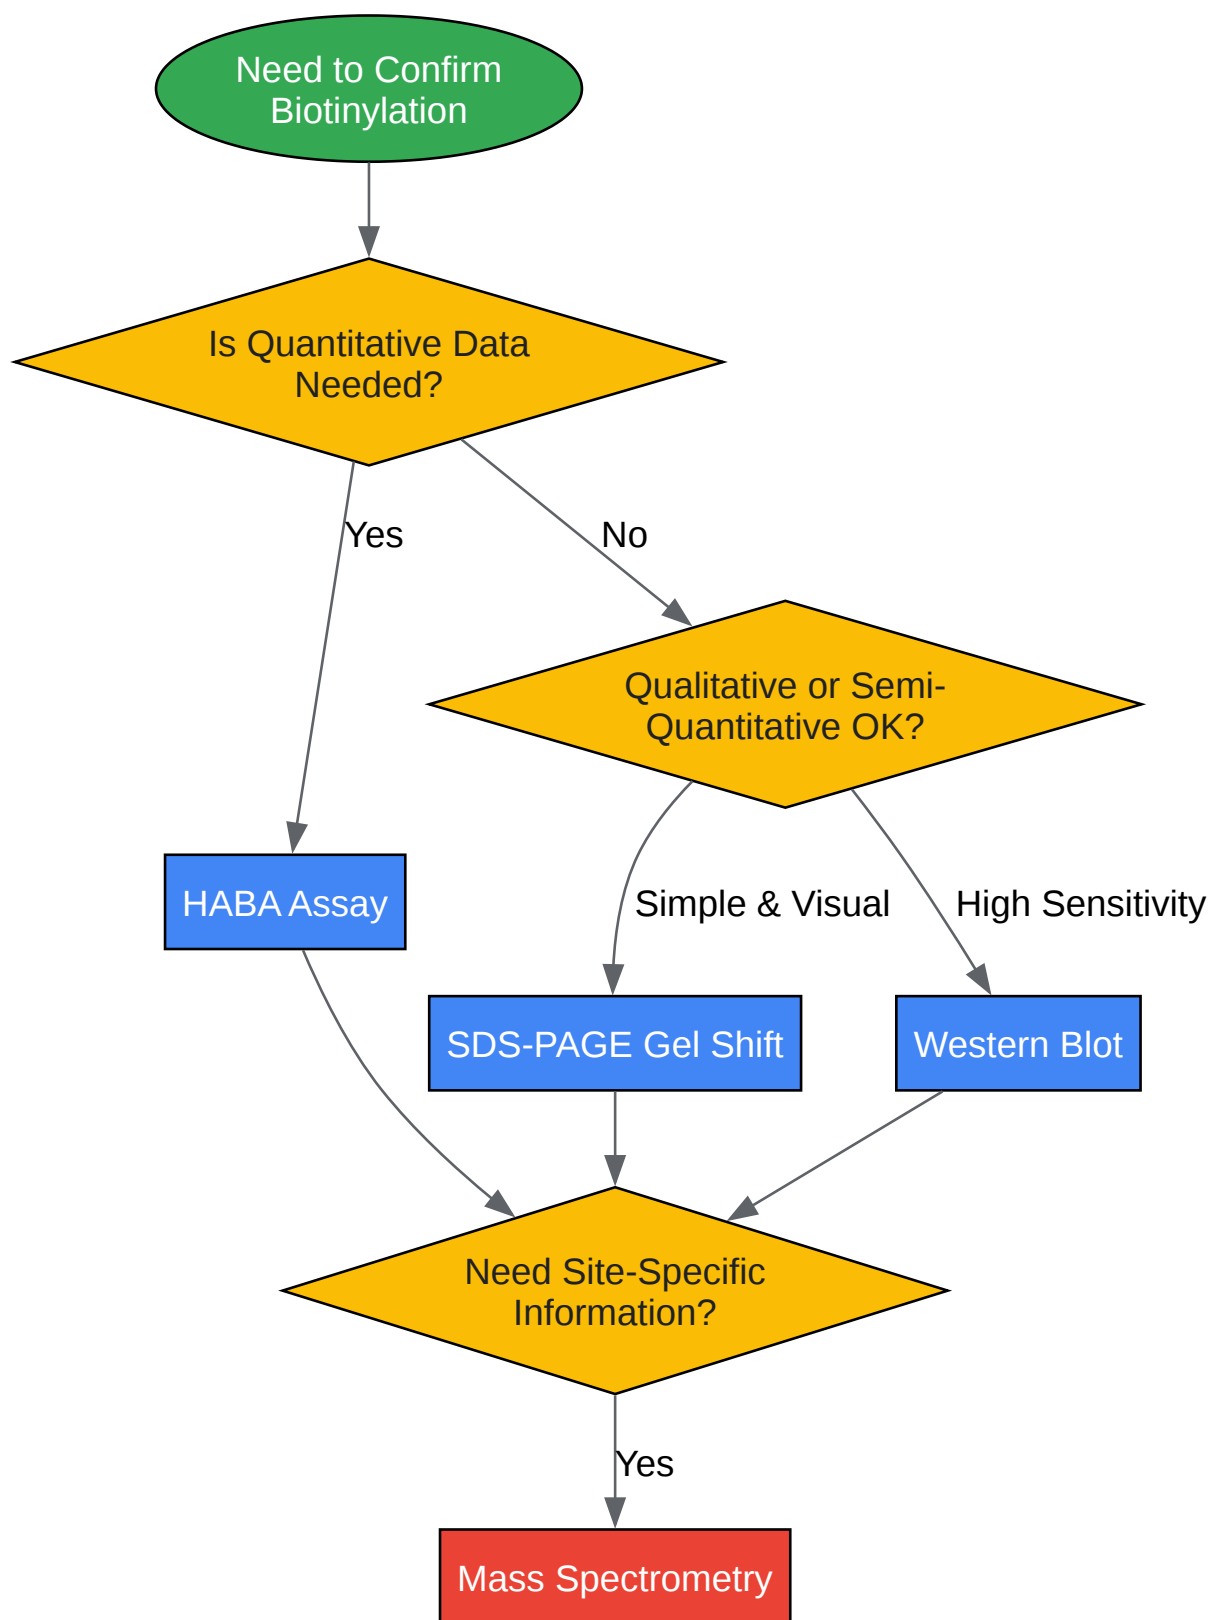 Need to Confirm
Biotinylation
Is Quantitative Data
Needed?
Yes
No
Qualitative or Semi-
Quantitative OK?
HABA Assay
Simple & Visual
High Sensitivity
SDS-PAGE Gel Shift
Western Blot
Need Site-Specific
Information?
Yes
Mass Spectrometry